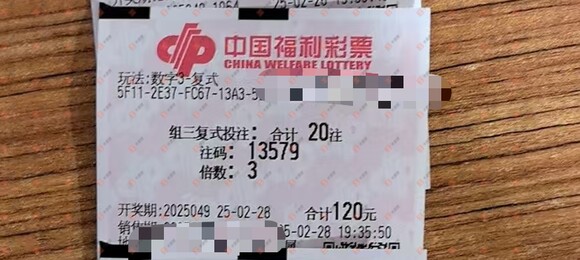 中国福利彩票
CHINA WELFARE LOTTERY
玩法:数字3-复式
5F11-2E37-FC67-13A3-5
组三复式投注: 合计 20注
注码: 13579
倍数: 3
开奖期:2025049 25-02-28 合计120元
销售期: 25-02-28 19:35:50